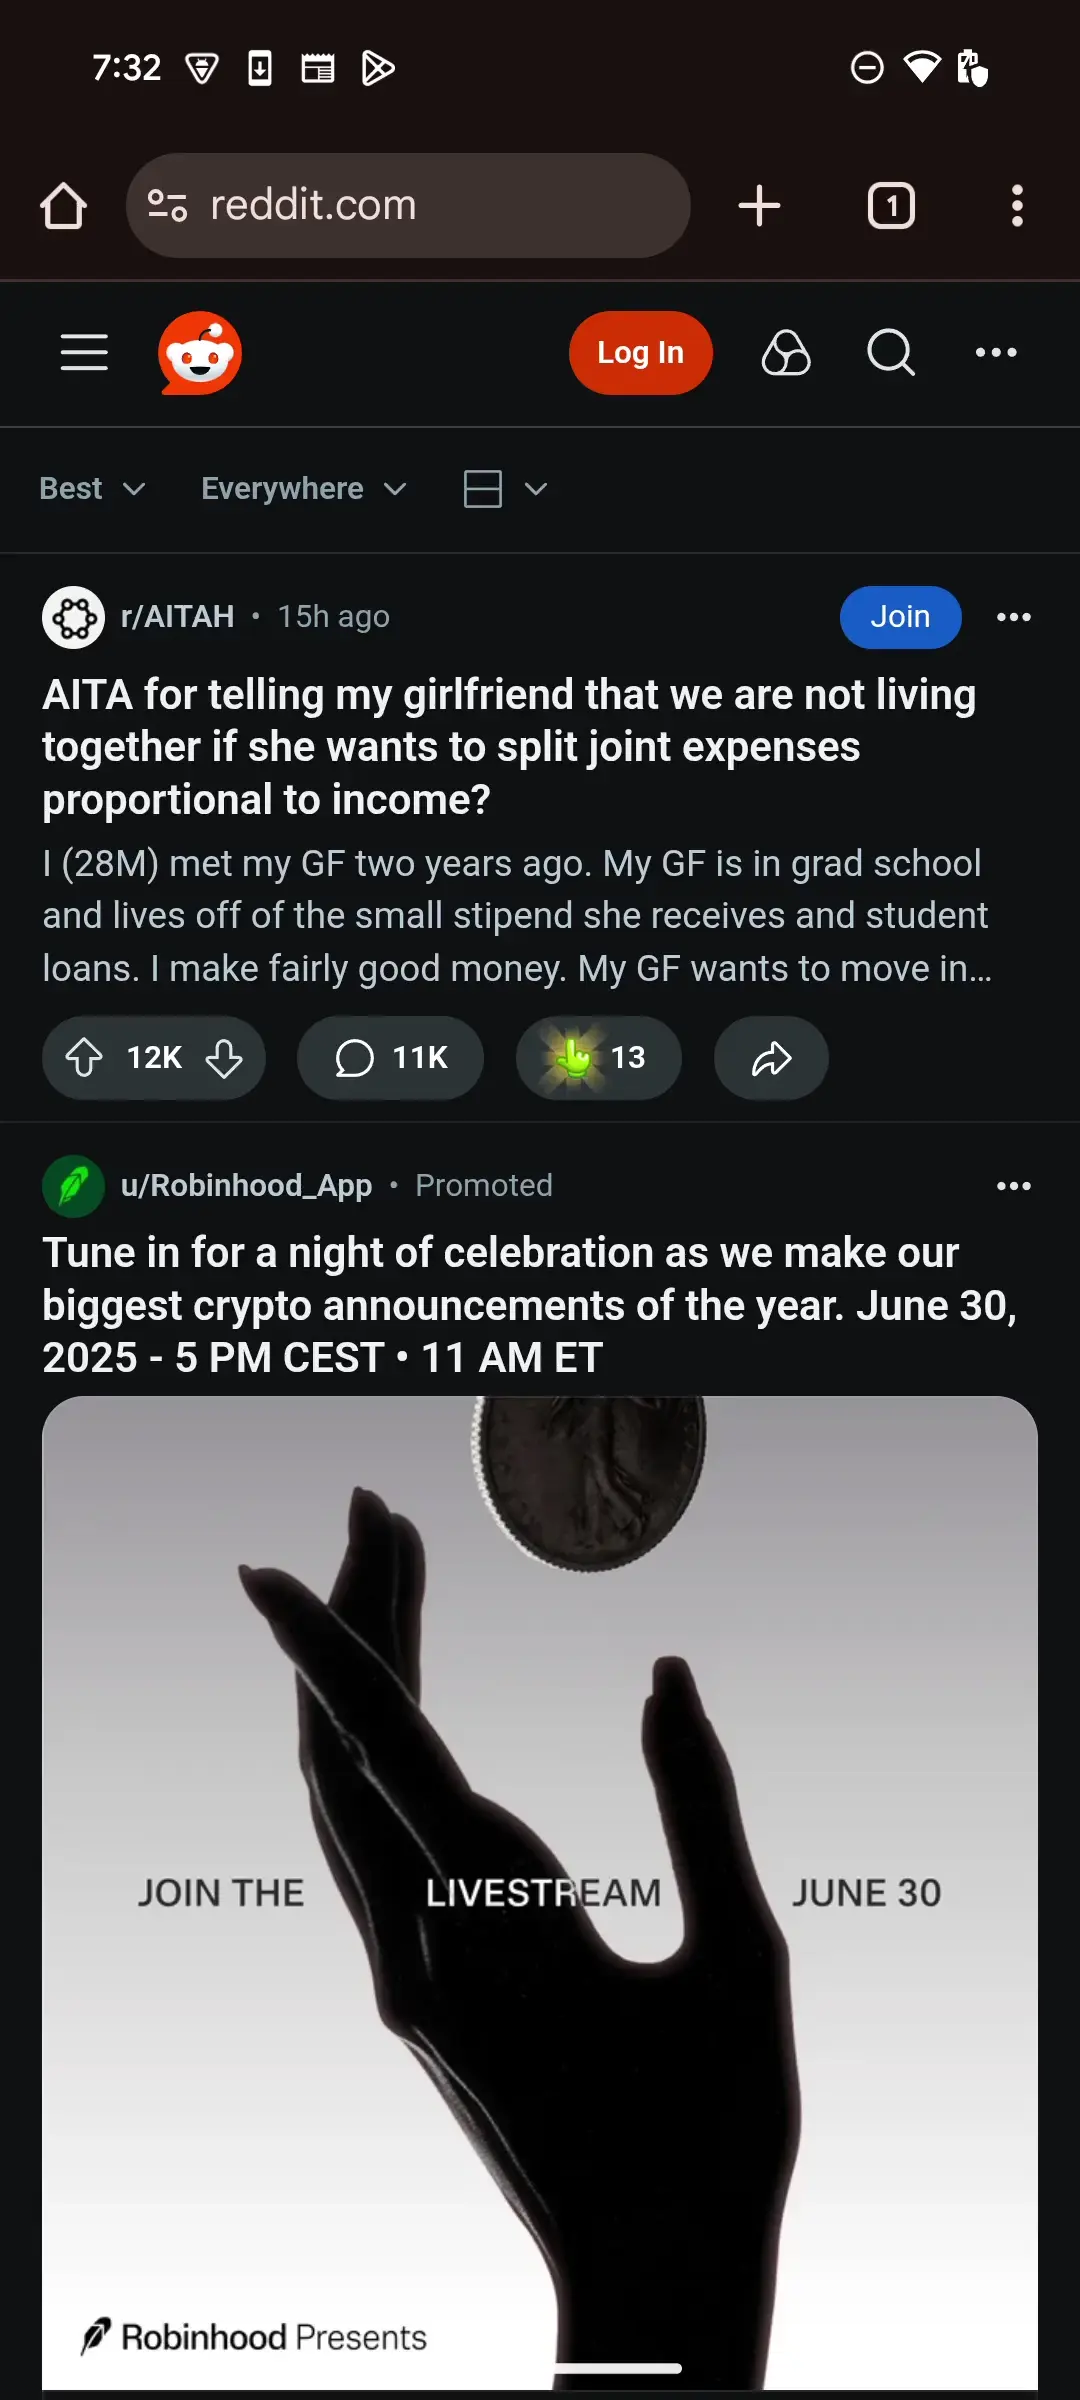 7:32
reddit.com
1
Log In
Best
Everywhere
r/AITAH • 15h ago
Join
AITA for telling my girlfriend that we are not living
together if she wants to split joint expenses
proportional to income?
I (28M) met my GF two years ago. My GF is in grad school
and lives off of the small stipend she receives and student
loans. I make fairly good money. My GF wants to move in...
12K
11K
13
u/Robinhood_App • Promoted
Tune in for a night of celebration as we make our
biggest crypto announcements of the year. June 30,
2025 - 5 PM CEST • 11 AM ET
JOIN THE LIVESTREAM JUNE 30
Robinhood Presents